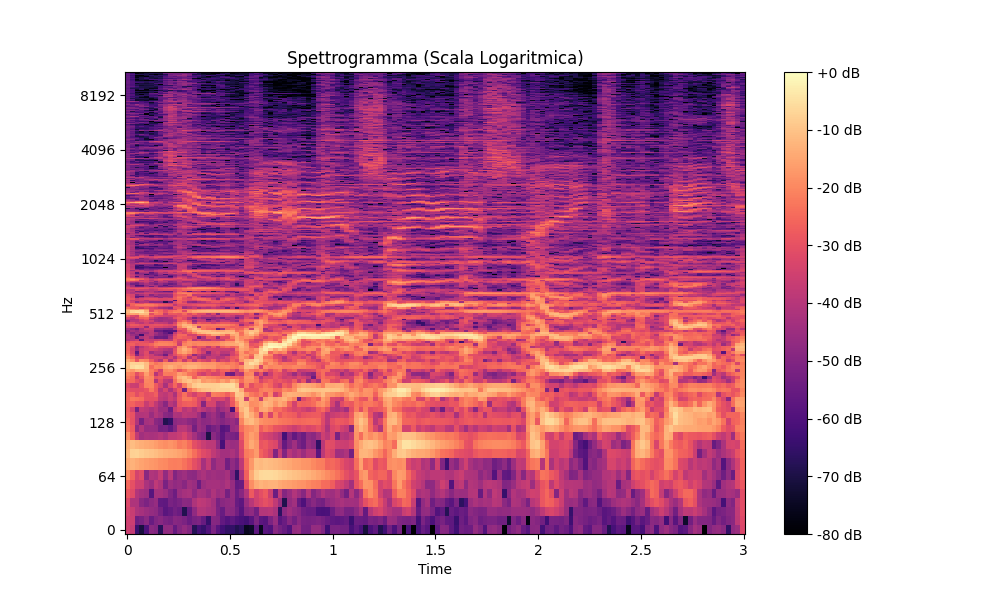 Spettrogramma (Scala Logaritmica)
Hz
8192
4096
2048
1024
512
256
128
64
0
0 0.5 1 1.5 2 2.5 3
Time
+0 dB
-10 dB
-20 dB
-30 dB
-40 dB
-50 dB
-60 dB
-70 dB
-80 dB